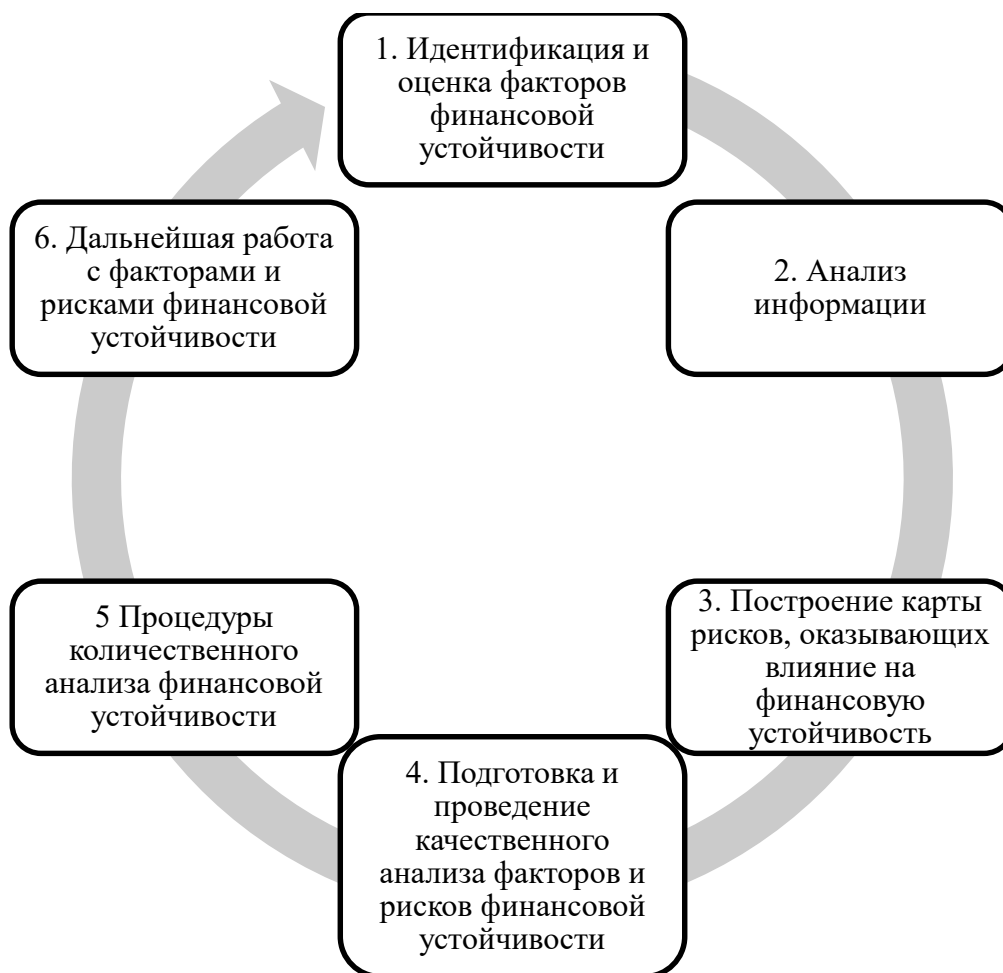 1. Идентификация и
оценка факторов
финансовой
устойчивости
2. Анализ
информации
3. Построение карты
рисков, оказывающих
влияние на
финансовую
устойчивость
4. Подготовка и
проведение
качественного
анализа факторов и
рисков финансовой
устойчивости
5 Процедуры
количественного
анализа финансовой
устойчивости
6. Дальнейшая работа
с факторами и
рисками финансовой
устойчивости